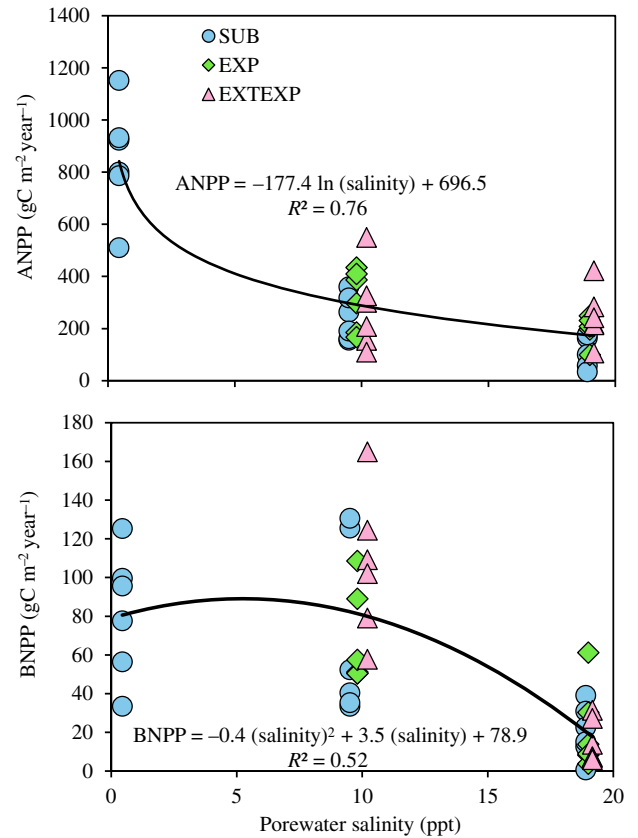 1400
1200
1000
800
600
400
200
0
ANPP (gC m⁻² year⁻¹)
SUB
EXP
EXTEXP
ANPP = –177.4 ln (salinity) + 696.5
R² = 0.76
180
160
140
120
100
80
60
40
20
0
BNPP (gC m⁻² year⁻¹)
BNPP = –0.4 (salinity)² + 3.5 (salinity) + 78.9
R² = 0.52
0 5 10 15 20
Porewater salinity (ppt)